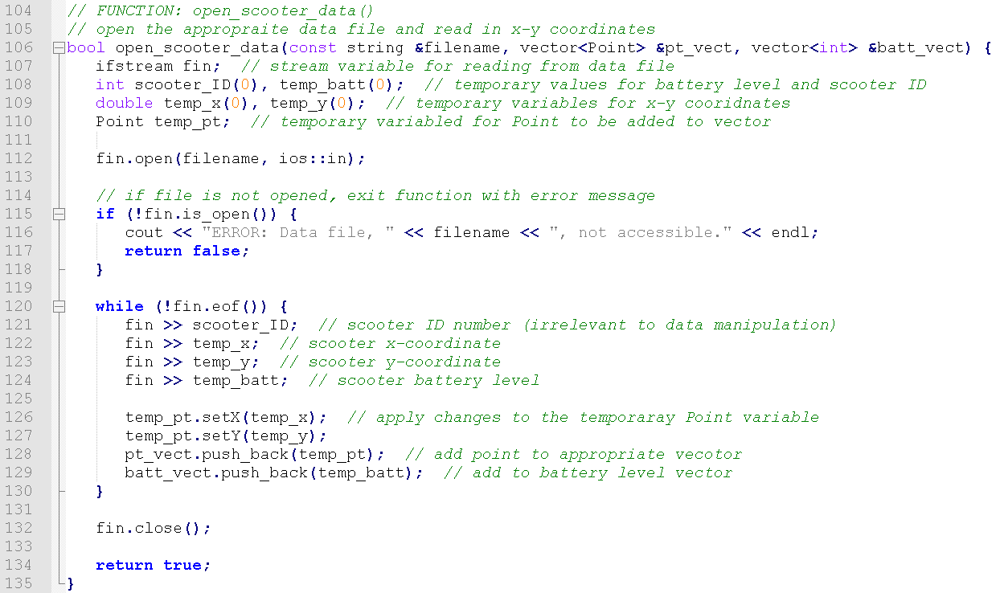 104 // FUNCTION: open_scooter_data()
105 // open the appropraite data file and read in x-y coordinates
106 bool open_scooter_data(const string &filename, vector<Point> &pt_vect, vector<int> &batt_vect) {
107 ifstream fin; // stream variable for reading from data file
108 int scooter_ID(0), temp_batt(0); // temporary values for battery level and scooter ID
109 double temp_x(0), temp_y(0); // temporary variables for x-y cooridnates
110 Point temp_pt; // temporary variabled for Point to be added to vector
111
112 fin.open(filename, ios::in);
113
114 // if file is not opened, exit function with error message
115 if (!fin.is_open()) {
116 cout << "ERROR: Data file, " << filename << ", not accessible." << endl;
117 return false;
118 }
119
120 while (!fin.eof()) {
121 fin >> scooter_ID; // scooter ID number (irrelevant to data manipulation)
122 fin >> temp_x; // scooter x-coordinate
123 fin >> temp_y; // scooter y-coordinate
124 fin >> temp_batt; // scooter battery level
125
126 temp_pt.setX(temp_x); // apply changes to the temporaray Point variable
127 temp_pt.setY(temp_y);
128 pt_vect.push_back(temp_pt); // add point to appropriate vecotor
129 batt_vect.push_back(temp_batt); // add to battery level vector
130 }
131
132 fin.close();
133
134 return true;
135 }